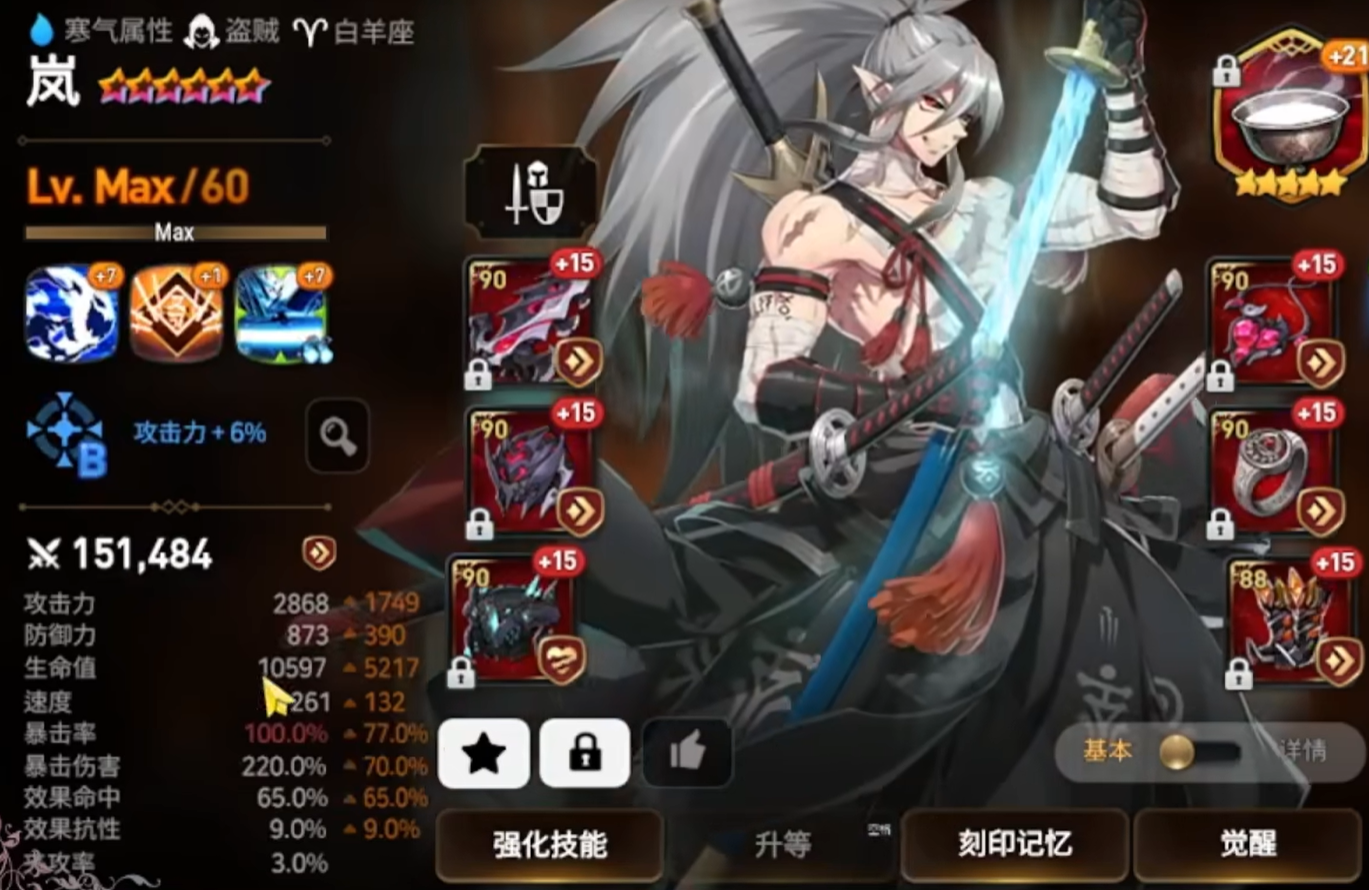 寒气属性 盗贼 白羊座
岚
+21
Lv. Max/60
Max
+7 +1 +7
攻击力+6%
B
151,484
攻击力 2868 1749
防御力 873 390
生命值 10597 5217
速度 261 132
暴击率 100.0% 77.0%
暴击伤害 220.0% 70.0%
效果命中 65.0% 65.0%
效果抗性 9.0% 9.0%
夹攻率 3.0%
90 +15
90 +15
90 +15
90 +15
90 +15
88 +15
基本 详情
强化技能
升等
刻印记忆
觉醒